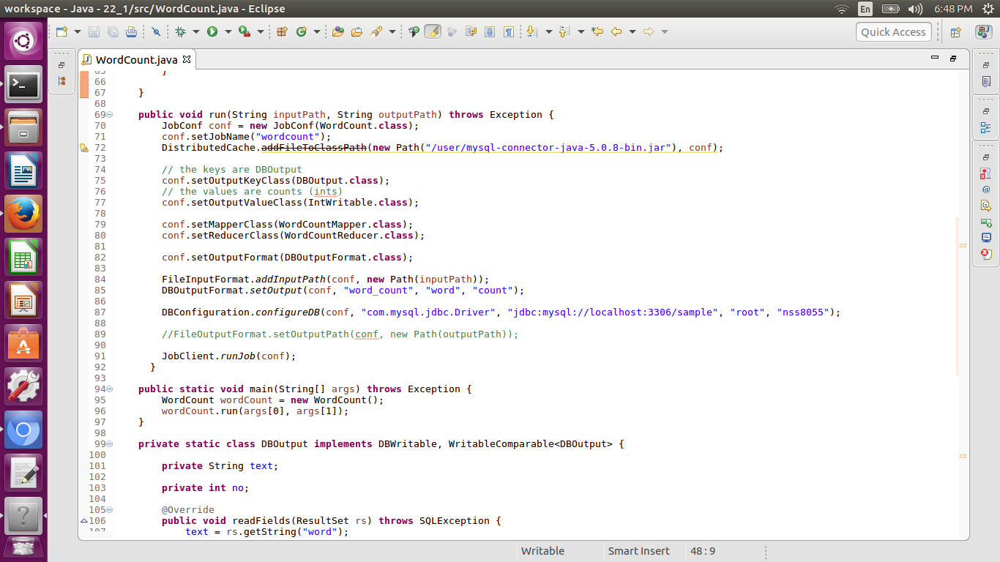 workspace - Java - 22_1/src/WordCount.java - Eclipse
En
6:48 PM
Quick Access
WordCount.java
65 }
66
67 }
68
69 public void run(String inputPath, String outputPath) throws Exception {
70 JobConf conf = new JobConf(WordCount.class);
71 conf.setJobName("wordcount");
72 DistributedCache.addFileToClassPath(new Path("/user/mysql-connector-java-5.0.8-bin.jar"), conf);
73
74 // the keys are DBOutput
75 conf.setOutputKeyClass(DBOutput.class);
76 // the values are counts (ints)
77 conf.setOutputValueClass(IntWritable.class);
78
79 conf.setMapperClass(WordCountMapper.class);
80 conf.setReducerClass(WordCountReducer.class);
81
82 conf.setOutputFormat(DBOutputFormat.class);
83
84 FileInputFormat.addInputPath(conf, new Path(inputPath));
85 DBOutputFormat.setOutput(conf, "word_count", "word", "count");
86
87 DBConfiguration.configureDB(conf, "com.mysql.jdbc.Driver", "jdbc:mysql://localhost:3306/sample", "root", "nss8055");
88
89 //FileOutputFormat.setOutputPath(conf, new Path(outputPath));
90
91 JobClient.runJob(conf);
92 }
93
94 public static void main(String[] args) throws Exception {
95 WordCount wordCount = new WordCount();
96 wordCount.run(args[0], args[1]);
97 }
98
99 private static class DBOutput implements DBWritable, WritableComparable<DBOutput> {
100
101 private String text;
102
103 private int no;
104
105 @Override
106 public void readFields(ResultSet rs) throws SQLException {
107 text = rs.getString("word");
Writable
Smart Insert
48 : 9